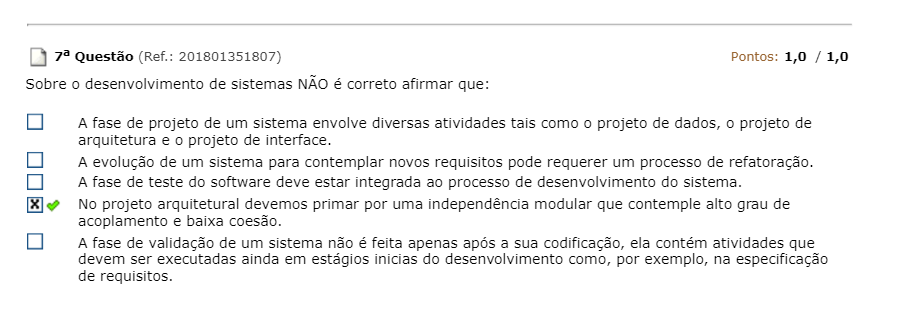 7ª Questão (Ref.: 201801351807) Pontos: 1,0 / 1,0
Sobre o desenvolvimento de sistemas NÃO é correto afirmar que:
A fase de projeto de um sistema envolve diversas atividades tais como o projeto de dados, o projeto de
arquitetura e o projeto de interface.
A evolução de um sistema para contemplar novos requisitos pode requerer um processo de refatoração.
A fase de teste do software deve estar integrada ao processo de desenvolvimento do sistema.
No projeto arquitetural devemos primar por uma independência modular que contemple alto grau de
acoplamento e baixa coesão.
A fase de validação de um sistema não é feita apenas após a sua codificação, ela contém atividades que
devem ser executadas ainda em estágios inicias do desenvolvimento como, por exemplo, na especificação
de requisitos.